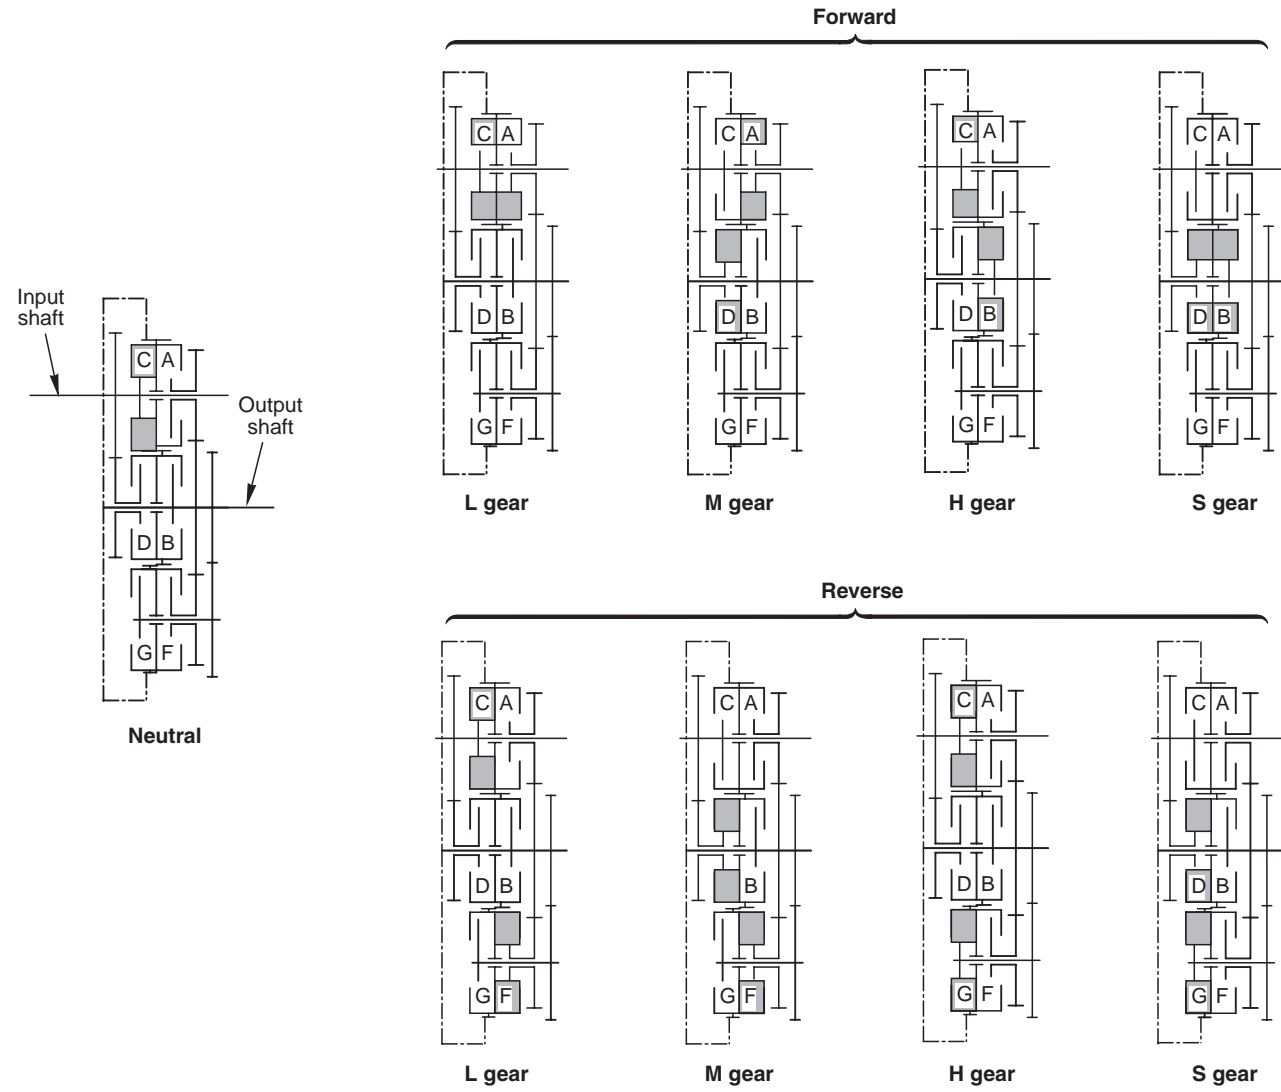 Forward
C A
D B
G F
L gear
C A
D B
G F
M gear
C A
D B
G F
H gear
C A
D B
G F
S gear
Input
shaft
Output
shaft
C A
D B
G F
Neutral
Reverse
C A
D B
G F
L gear
C A
B
G F
M gear
C A
D B
G F
H gear
C A
D B
G F
S gear